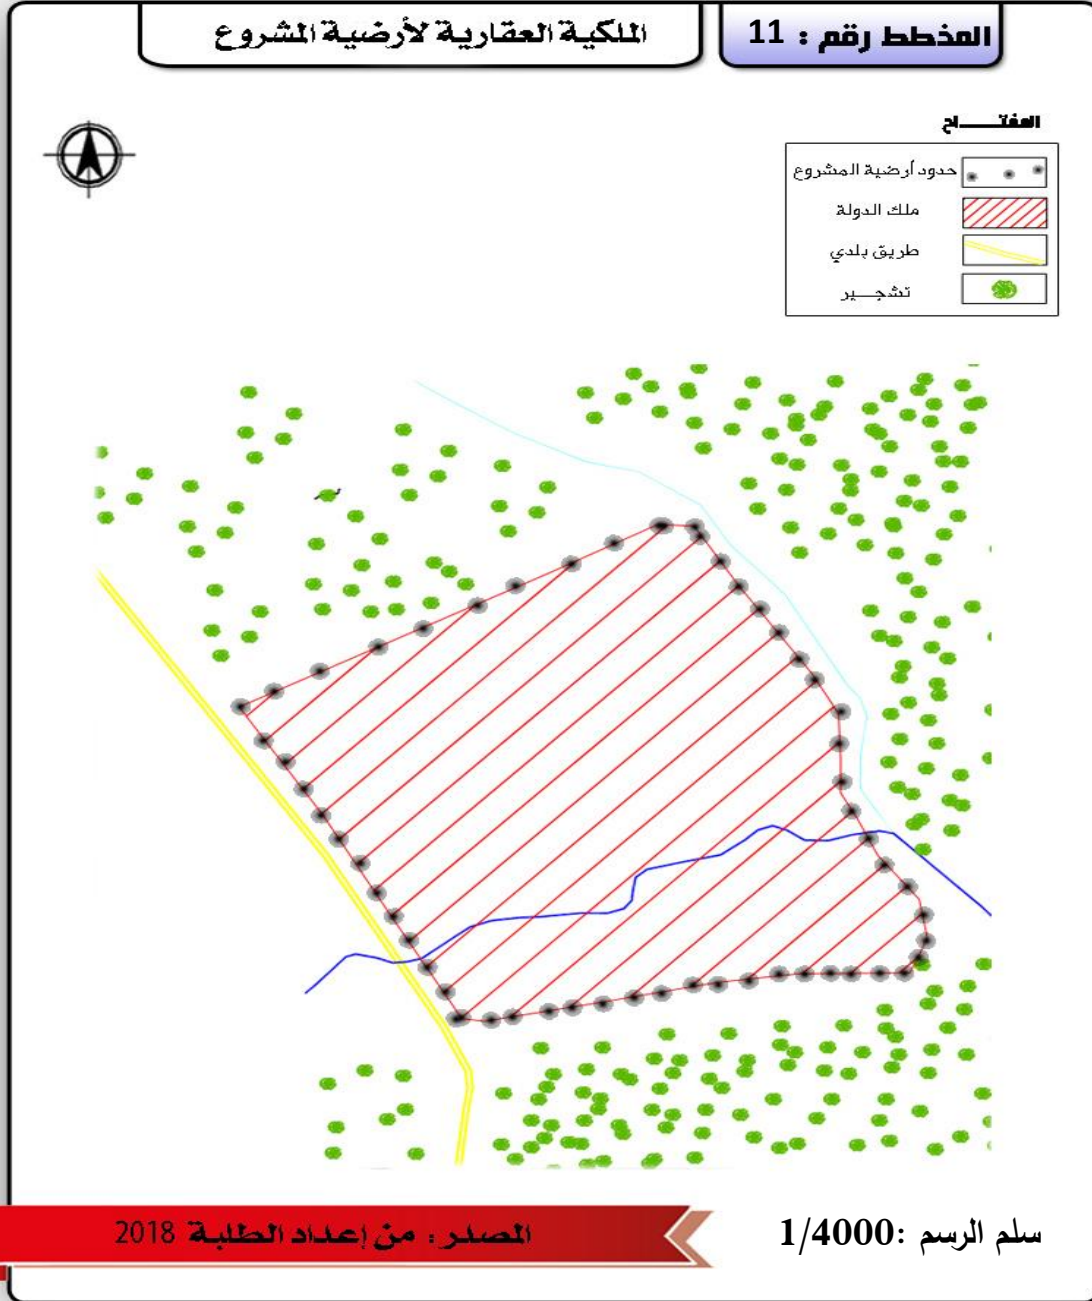 المخطط رقم : 11
الملكية العقارية لأرضية المشروع
المفتـــــاح
حدود أرضية المشروع
ملك الدولة
طريق بلدي
تشجـــير
سلم الرسم :1/4000
المصدر: من إعداد الطلبة 2018